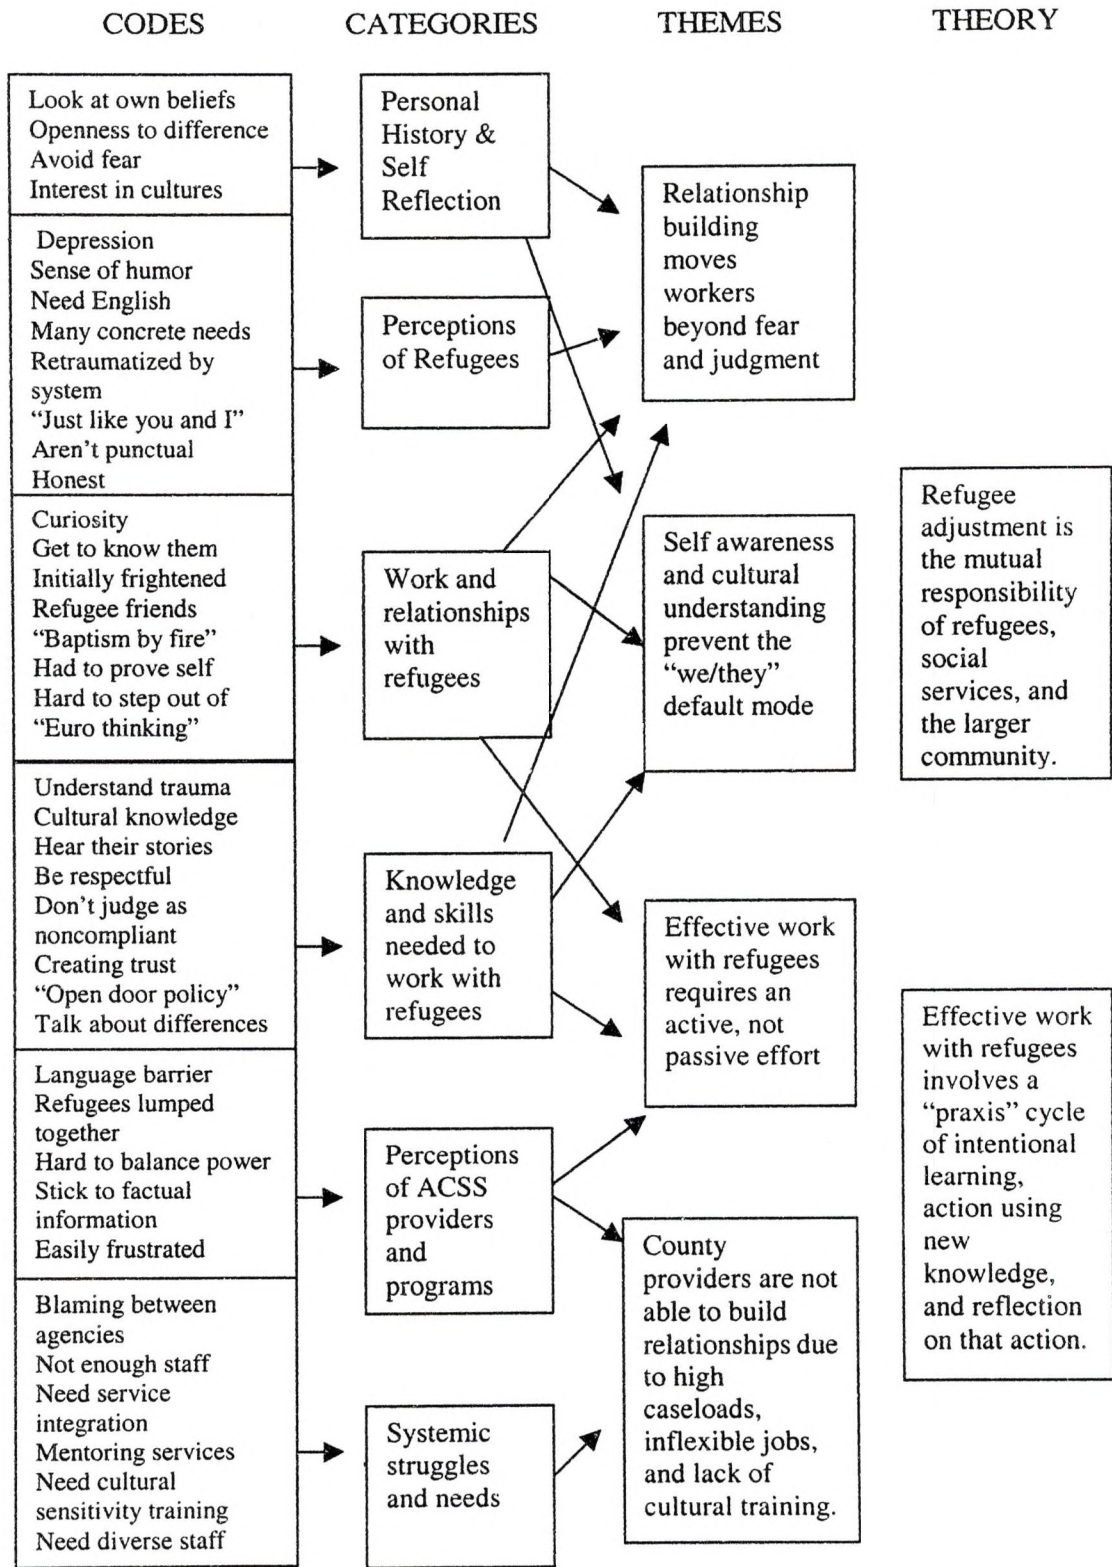 CODES CATEGORIES THEMES THEORY
Look at own beliefs
Openness to difference
Avoid fear
Interest in cultures
Depression
Sense of humor
Need English
Many concrete needs
Retraumatized by
system
“Just like you and I”
Aren’t punctual
Honest
Curiosity
Get to know them
Initially frightened
Refugee friends
“Baptism by fire”
Had to prove self
Hard to step out of
“Euro thinking”
Understand trauma
Cultural knowledge
Hear their stories
Be respectful
Don’t judge as
noncompliant
Creating trust
“Open door policy”
Talk about differences
Language barrier
Refugees lumped
together
Hard to balance power
Stick to factual
information
Easily frustrated
Blaming between
agencies
Not enough staff
Need service
integration
Mentoring services
Need cultural
sensitivity training
Need diverse staff
Personal
History &
Self
Reflection
Perceptions
of Refugees
Work and
relationships
with
refugees
Knowledge
and skills
needed to
work with
refugees
Perceptions
of ACSS
providers
and
programs
Systemic
struggles
and needs
Relationship
building
moves
workers
beyond fear
and judgment
Self awareness
and cultural
understanding
prevent the
“we/they”
default mode
Effective work
with refugees
requires an
active, not
passive effort
County
providers are not
able to build
relationships due
to high
caseloads,
inflexible jobs,
and lack of
cultural training.
Refugee
adjustment is
the mutual
responsibility
of refugees,
social
services, and
the larger
community.
Effective work
with refugees
involves a
“praxis” cycle
of intentional
learning,
action using
new
knowledge,
and reflection
on that action.